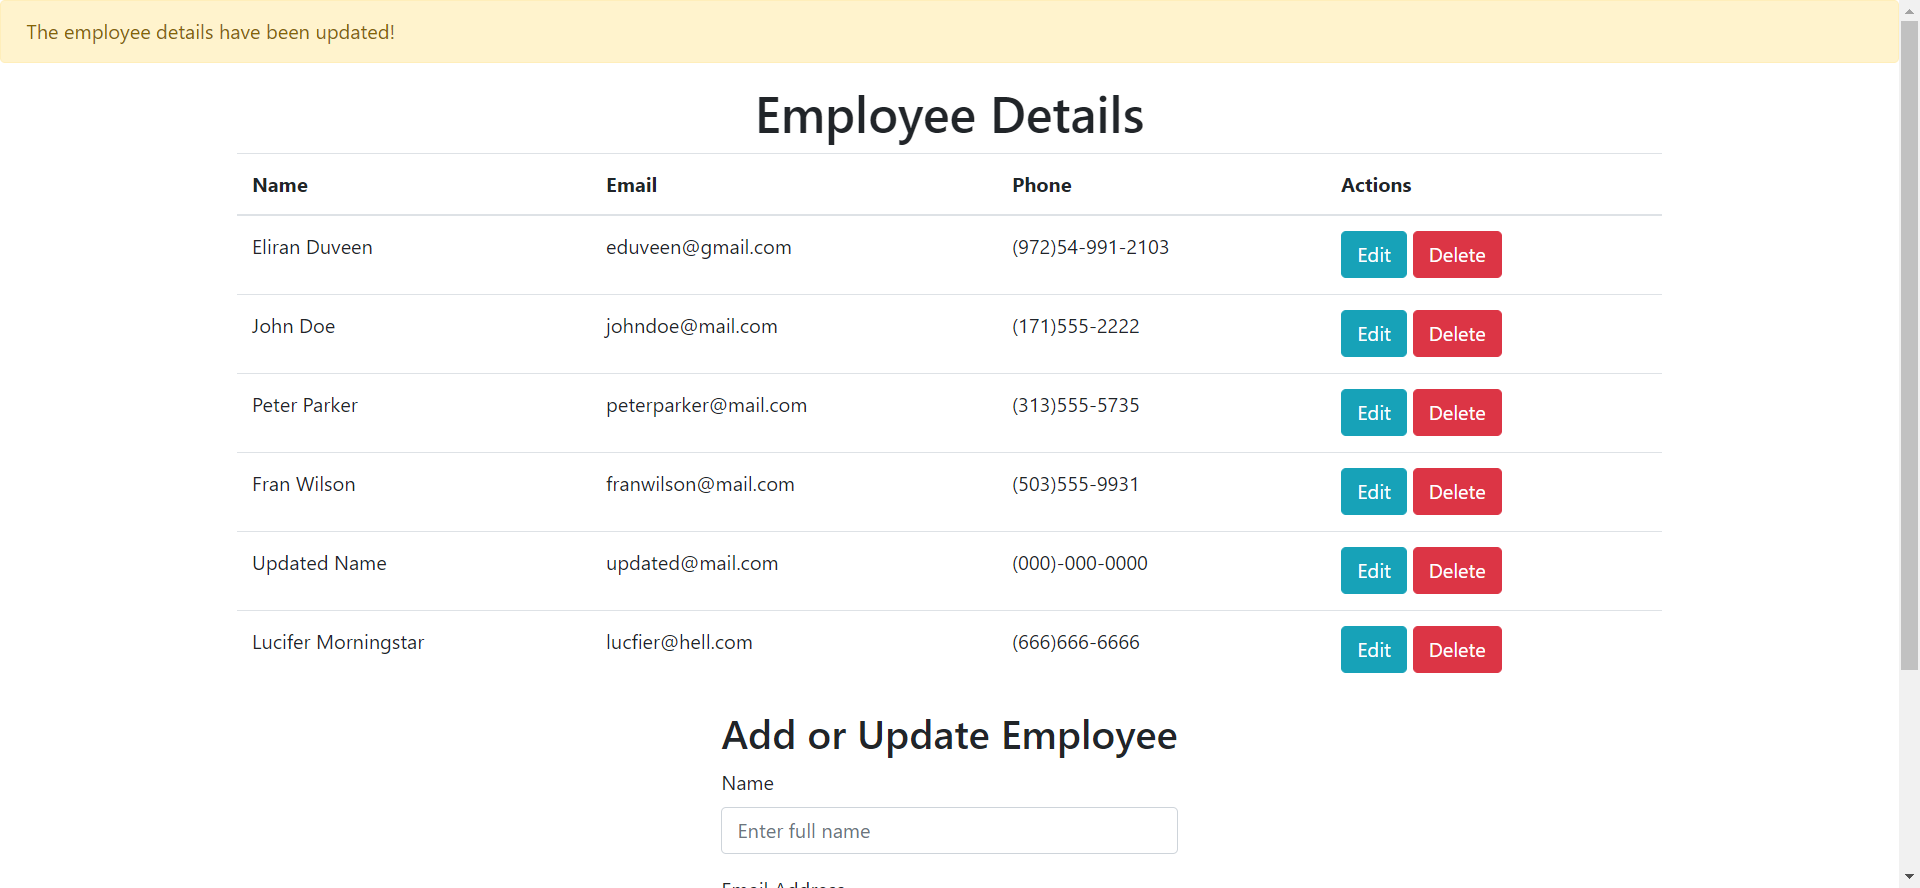 The employee details have been updated!
Employee Details
Name Email Phone Actions
Eliran Duveen eduveen@gmail.com (972)54-991-2103 Edit Delete
John Doe johndoe@mail.com (171)555-2222 Edit Delete
Peter Parker peterparker@mail.com (313)555-5735 Edit Delete
Fran Wilson franwilson@mail.com (503)555-9931 Edit Delete
Updated Name updated@mail.com (000)-000-0000 Edit Delete
Lucifer Morningstar lucfier@hell.com (666)666-6666 Edit Delete
Add or Update Employee
Name
Enter full name
Email Address